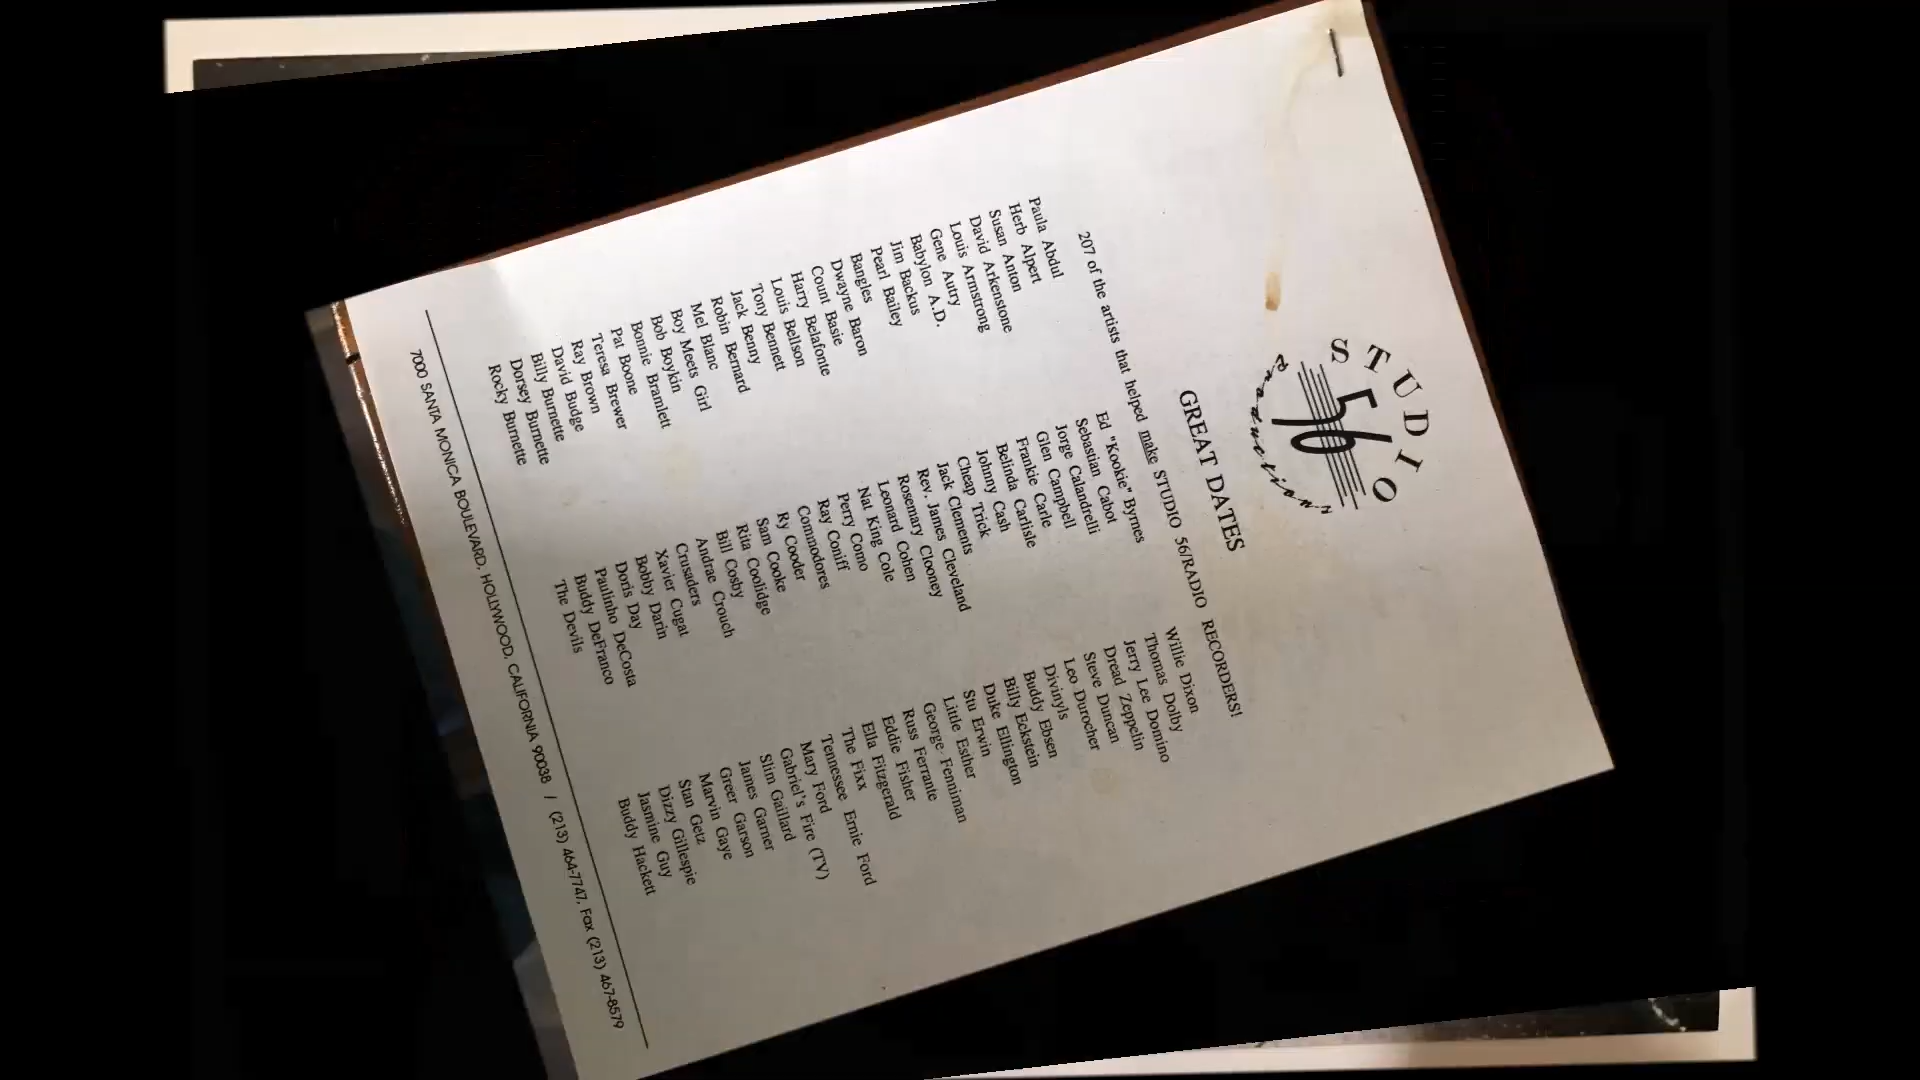 STUDIO
56
Productions
GREAT DATES
207 of the artists that helped make STUDIO 56/RADIO RECORDERS!
Paula Abdul
Herb Alpert
Susan Anton
David Arkenstone
Louis Armstrong
Gene Autry
Babylon A.D.
Jim Backus
Pearl Bailey
Bangles
Dwayne Baron
Count Basie
Harry Belafonte
Louis Bellson
Tony Bennett
Jack Benny
Robin Bernard
Mel Blanc
Boy Meets Girl
Bob Boykin
Bonnie Bramlett
Pat Boone
Teresa Brewer
Ray Brown
David Budge
Billy Burnette
Dorsey Burnette
Rocky Burnette
Ed "Kookie" Byrnes
Sebastian Cabot
Jorge Calandrelli
Glen Campbell
Frankie Carle
Belinda Carlisle
Johnny Cash
Cheap Trick
Jack Clements
Rev. James Cleveland
Rosemary Clooney
Leonard Cohen
Nat King Cole
Perry Como
Ray Coniff
Commodores
Ry Cooder
Sam Cooke
Rita Coolidge
Bill Cosby
Andrae Crouch
Crusaders
Xavier Cugat
Bobby Darin
Doris Day
Paulinho DeCosta
Buddy DeFranco
The Devils
Willie Dixon
Thomas Dolby
Jerry Lee Domino
Dread Zeppelin
Steve Duncan
Leo Durocher
Divinyls
Buddy Ebsen
Billy Eckstein
Duke Ellington
Stu Erwin
Little Esther
George Fenniman
Russ Ferrante
Eddie Fisher
Ella Fitzgerald
The Fixx
Tennessee Ernie Ford
Mary Ford
Gabriel's Fire (TV)
Slim Gaillard
James Garner
Greer Garson
Marvin Gaye
Stan Getz
Dizzy Gillespie
Jasmine Guy
Buddy Hackett
7000 SANTA MONICA BOULEVARD, HOLLYWOOD, CALIFORNIA 90038 / (213) 464-7747, Fax (213) 467-8579